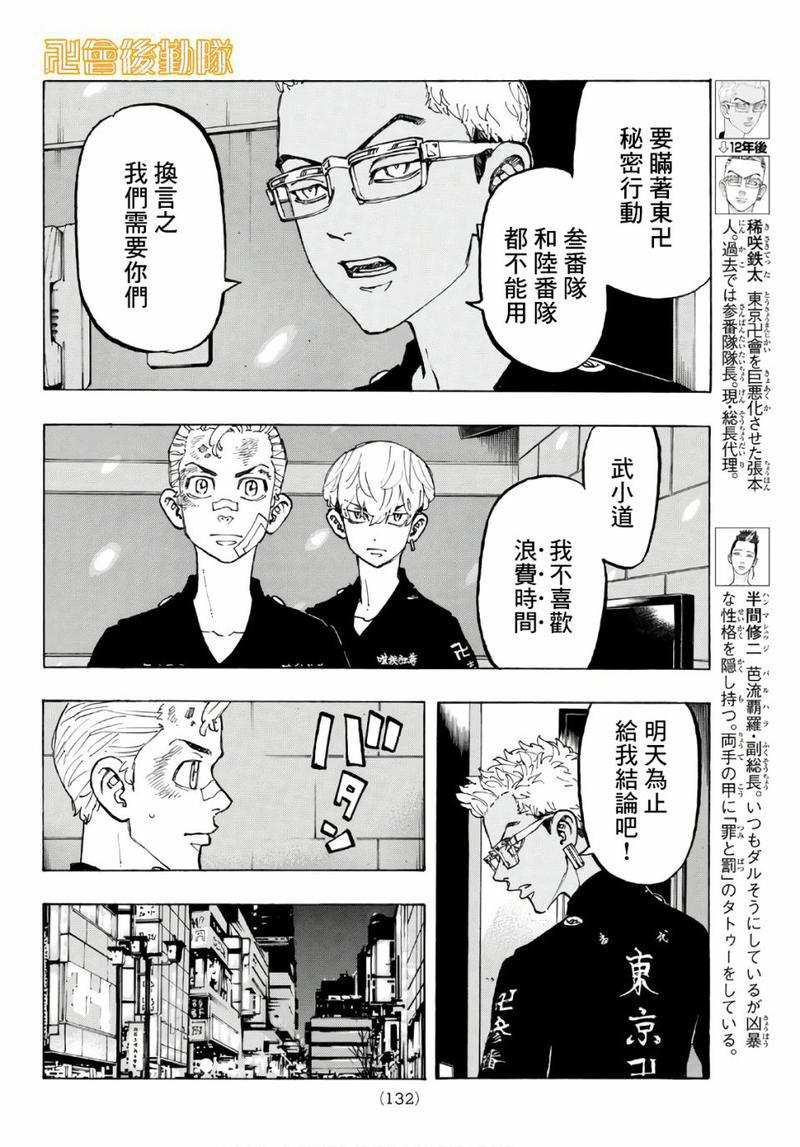 卍會後勤隊
要瞞著東卍
秘密行動
叁番隊
和陸番隊
都不能用
換言之
我們需要你們
⇩12年後
稀咲鉄太 東京卍會を巨悪化させた張本
人。過去では参番隊隊長。現・総長代理。
武小道
我不喜歡
浪費時間
半間修二 芭流覇羅・副総長。いつもダルそうにしているが凶暴
な性格を隠し持つ。両手の甲に「罪と罰」のタトゥーをしている。
卍
明天為止
給我結論吧！
バタン
東京卍
卍参番
(132)